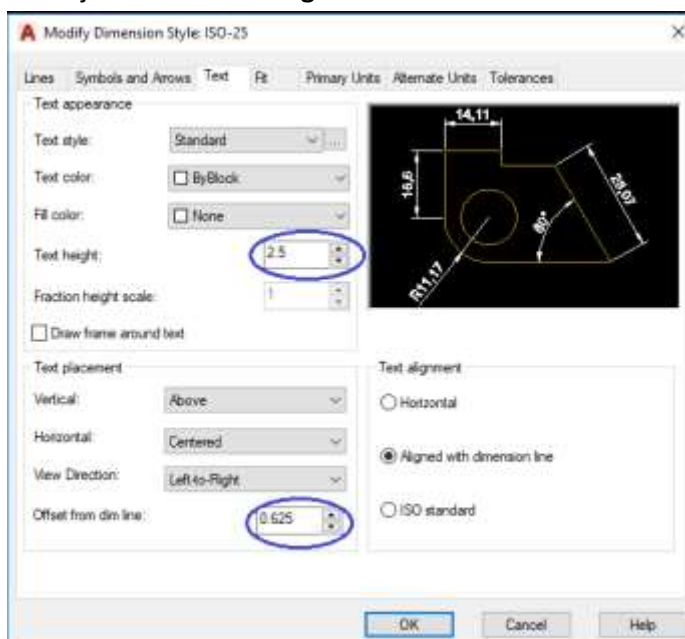 Modify Dimension Style: ISO-25
Lines Symbols and Arrows Text Fit Primary Units Alternate Units Tolerances
Text appearance
Text style: Standard ...
Text color: ByBlock
Fill color: None
Text height: 2.5
Fraction height scale: 1
Draw frame around text
14,11
16,6
28,07
80°
R11,17
Text placement
Vertical: Above
Horizontal: Centered
View Direction: Left-to-Right
Offset from dim line: 0.625
Text alignment
Horizontal
Aligned with dimension line
ISO standard
OK Cancel Help